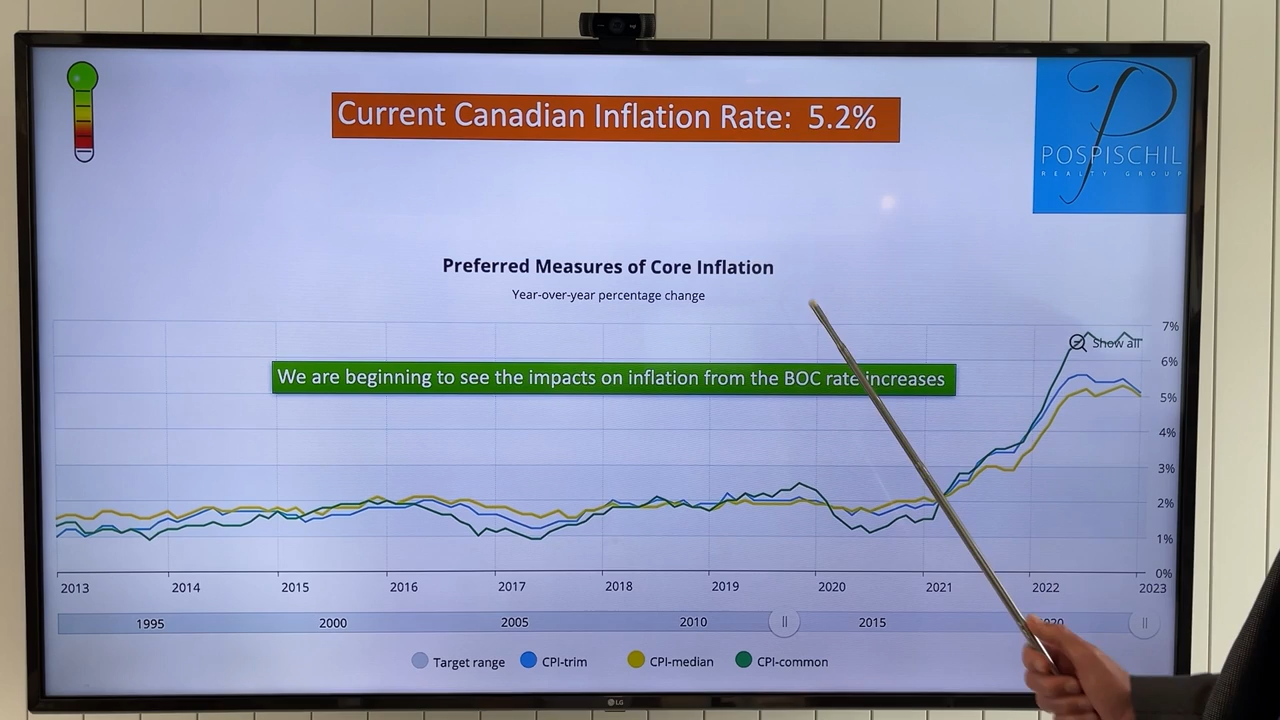 Current Canadian Inflation Rate: 5.2%
POSPISCHIL
REALTY GROUP
Preferred Measures of Core Inflation
Year-over-year percentage change
We are beginning to see the impacts on inflation from the BOC rate increases
Show all
7%
6%
5%
4%
3%
2%
1%
0%
2013 2014 2015 2016 2017 2018 2019 2020 2021 2022 2023
1995 2000 2005 2010 2015
Target range CPI-trim CPI-median CPI-common
LG